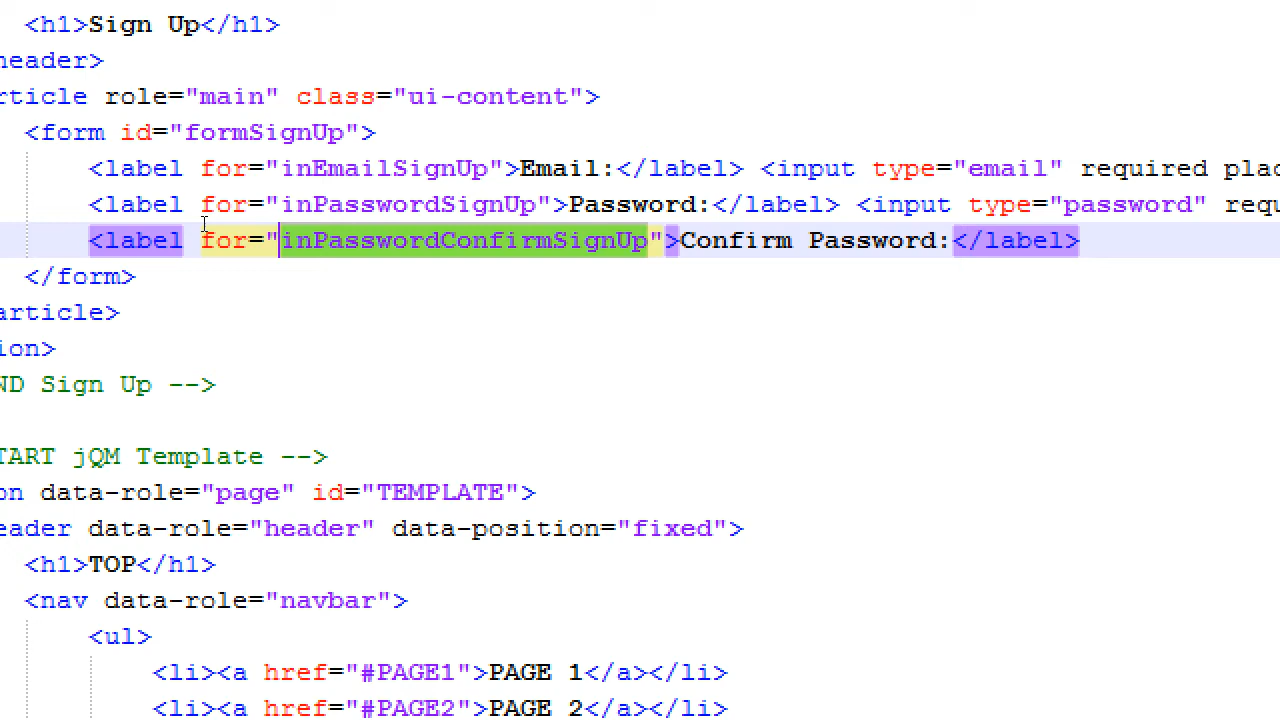 <h1>Sign Up</h1>
header>
rticle role="main" class="ui-content">
<form id="formSignUp">
<label for="inEmailSignUp">Email:</label> <input type="email" required plac
<label for="inPasswordSignUp">Password:</label> <input type="password" requ
<label for="inPasswordConfirmSignUp">Confirm Password:</label>
</form>
article>
ion>
ND Sign Up -->
TART jQM Template -->
on data-role="page" id="TEMPLATE">
eader data-role="header" data-position="fixed">
<h1>TOP</h1>
<nav data-role="navbar">
<ul>
<li><a href="#PAGE1">PAGE 1</a></li>
<li><a href="#PAGE2">PAGE 2</a></li>